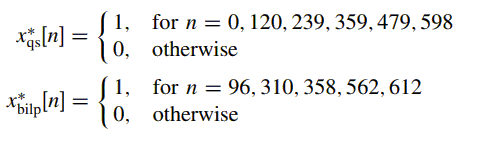 x*qs[n] = { 1, for n = 0, 120, 239, 359, 479, 598
0, otherwise
x*bilp[n] = { 1, for n = 96, 310, 358, 562, 612
0, otherwise